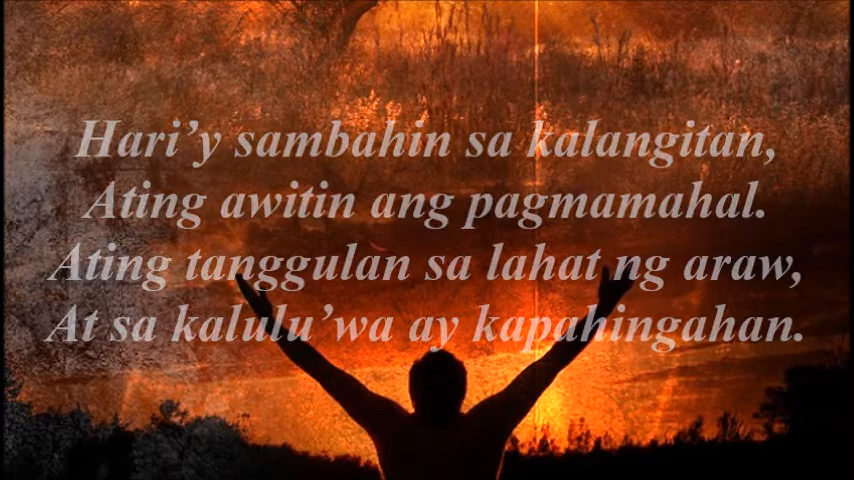 Hari’y sambahin sa kalangitan,
Ating awitin ang pagmamahal.
Ating tanggulan sa lahat ng araw,
At sa kalulu’wa ay kapahingahan.